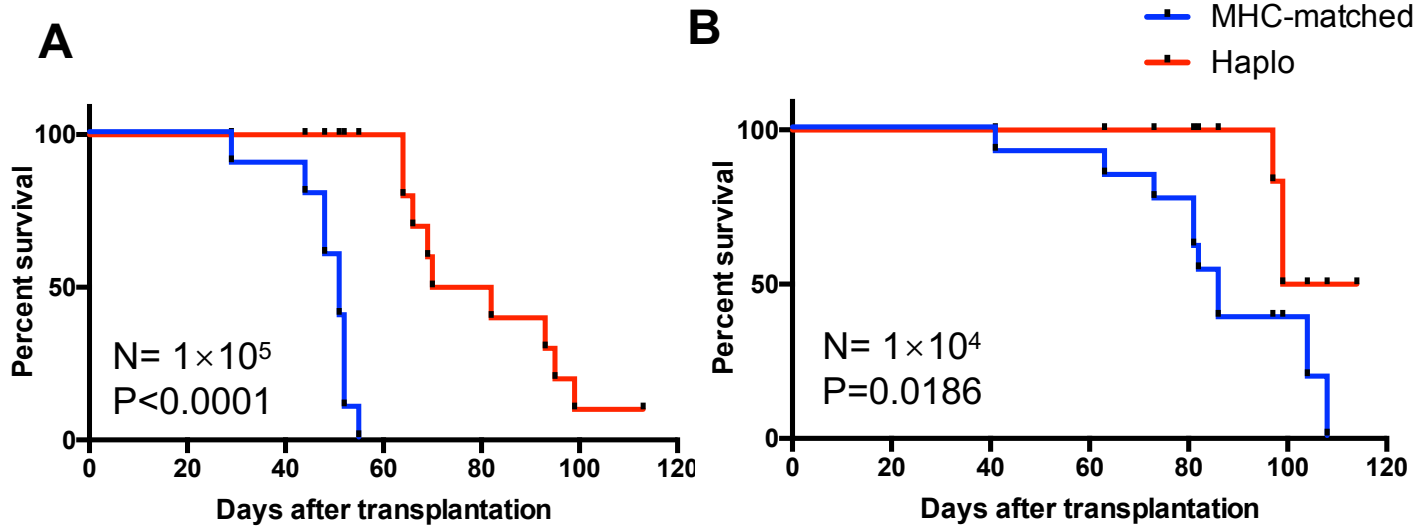 A
B
MHC-matched
Haplo
Percent survival
100
50
0
N= 1×10⁵
P<0.0001
0 20 40 60 80 100 120
Days after transplantation
Percent survival
100
50
0
N= 1×10⁴
P=0.0186
0 20 40 60 80 100 120
Days after transplantation